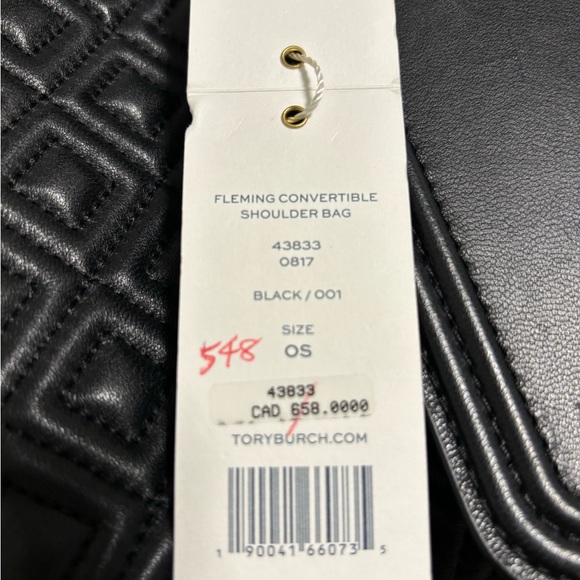 FLEMING CONVERTIBLE
SHOULDER BAG
43833
0817
BLACK / 001
SIZE
548 OS
43833
CAD 658.0000
TORYBURCH.COM
1 90041 66073 5